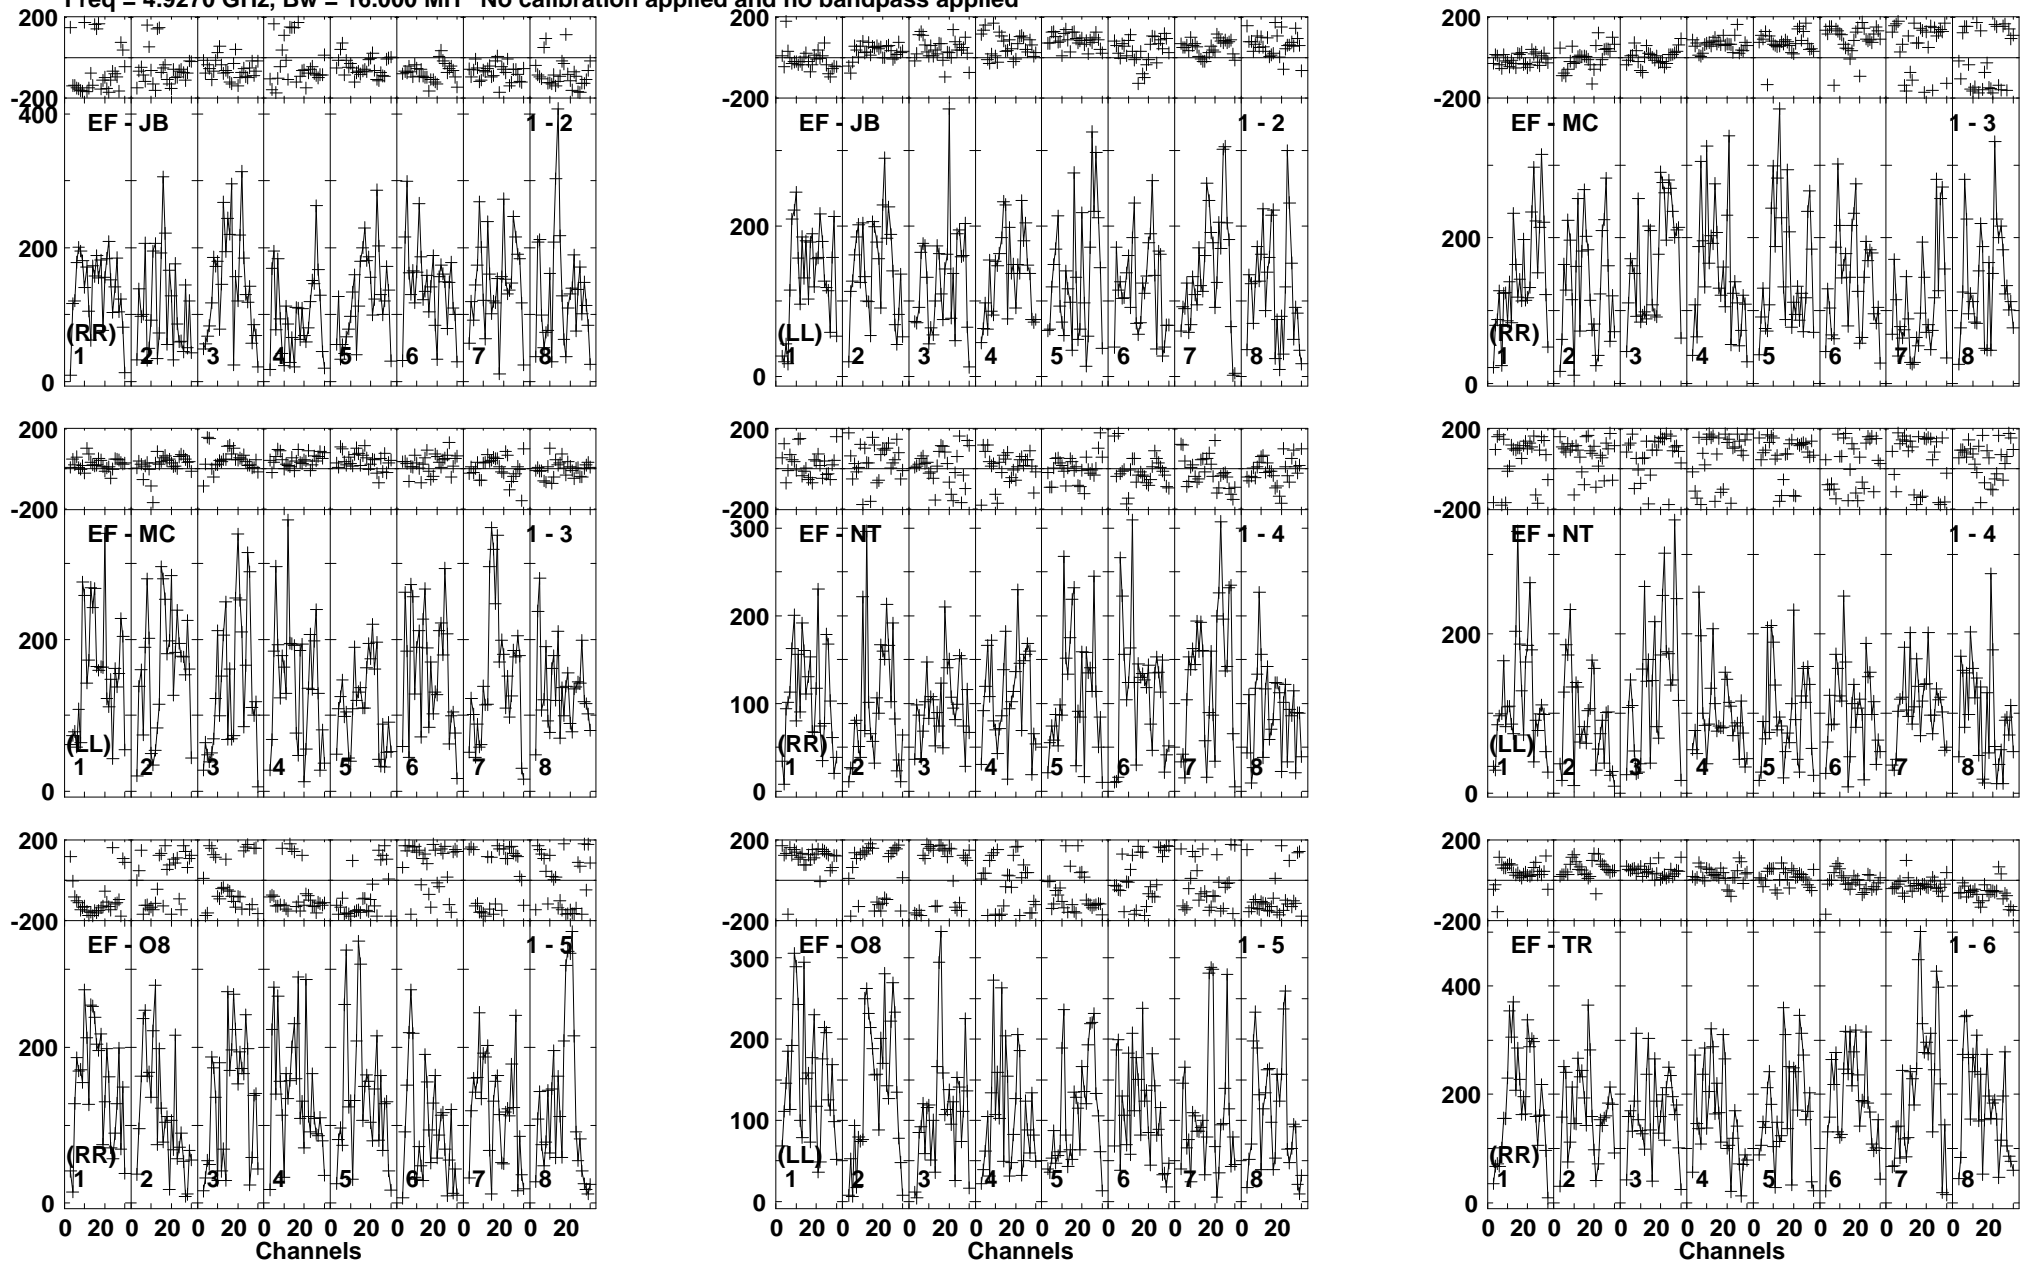 Freq = 4.9270 GHz, Bw = 16.000 MH No calibration applied and no bandpass applied
200 200 200
-200 -200 -200
400
EF - JB 1 - 2 EF - JB 1 - 2 EF - MC 1 - 3
200 200 200
(RR) (LL) (RR)
1 2 3 4 5 6 7 8 1 2 3 4 5 6 7 8 1 2 3 4 5 6 7 8
0 0 0
200 200 200
-200 -200 -200
EF - MC 1 - 3 300 EF - NT 1 - 4 EF - NT 1 - 4
200 200 200
100
(LL) (RR) (LL)
1 2 3 4 5 6 7 8 1 2 3 4 5 6 7 8 1 2 3 4 5 6 7 8
0 0 0
200 200 200
-200 -200 -200
EF - O8 1 - 5 EF - O8 1 - 5 EF - TR 1 - 6
300 400
200 200 200
100
(RR) (LL) (RR)
1 2 3 4 5 6 7 8 1 2 3 4 5 6 7 8 1 2 3 4 5 6 7 8
0 0 0
0 20 0 20 0 20 0 20 0 20 0 20 0 20 0 20 0 20 0 20 0 20 0 20 0 20 0 20 0 20 0 20 0 20 0 20 0 20 0 20 0 20 0 20 0 20 0 20
Channels Channels Channels